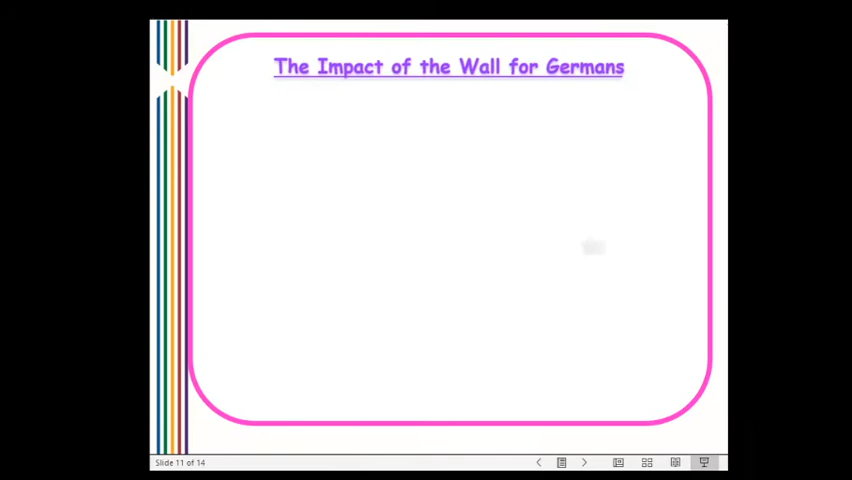 The Impact of the Wall for Germans
Slide 11 of 14